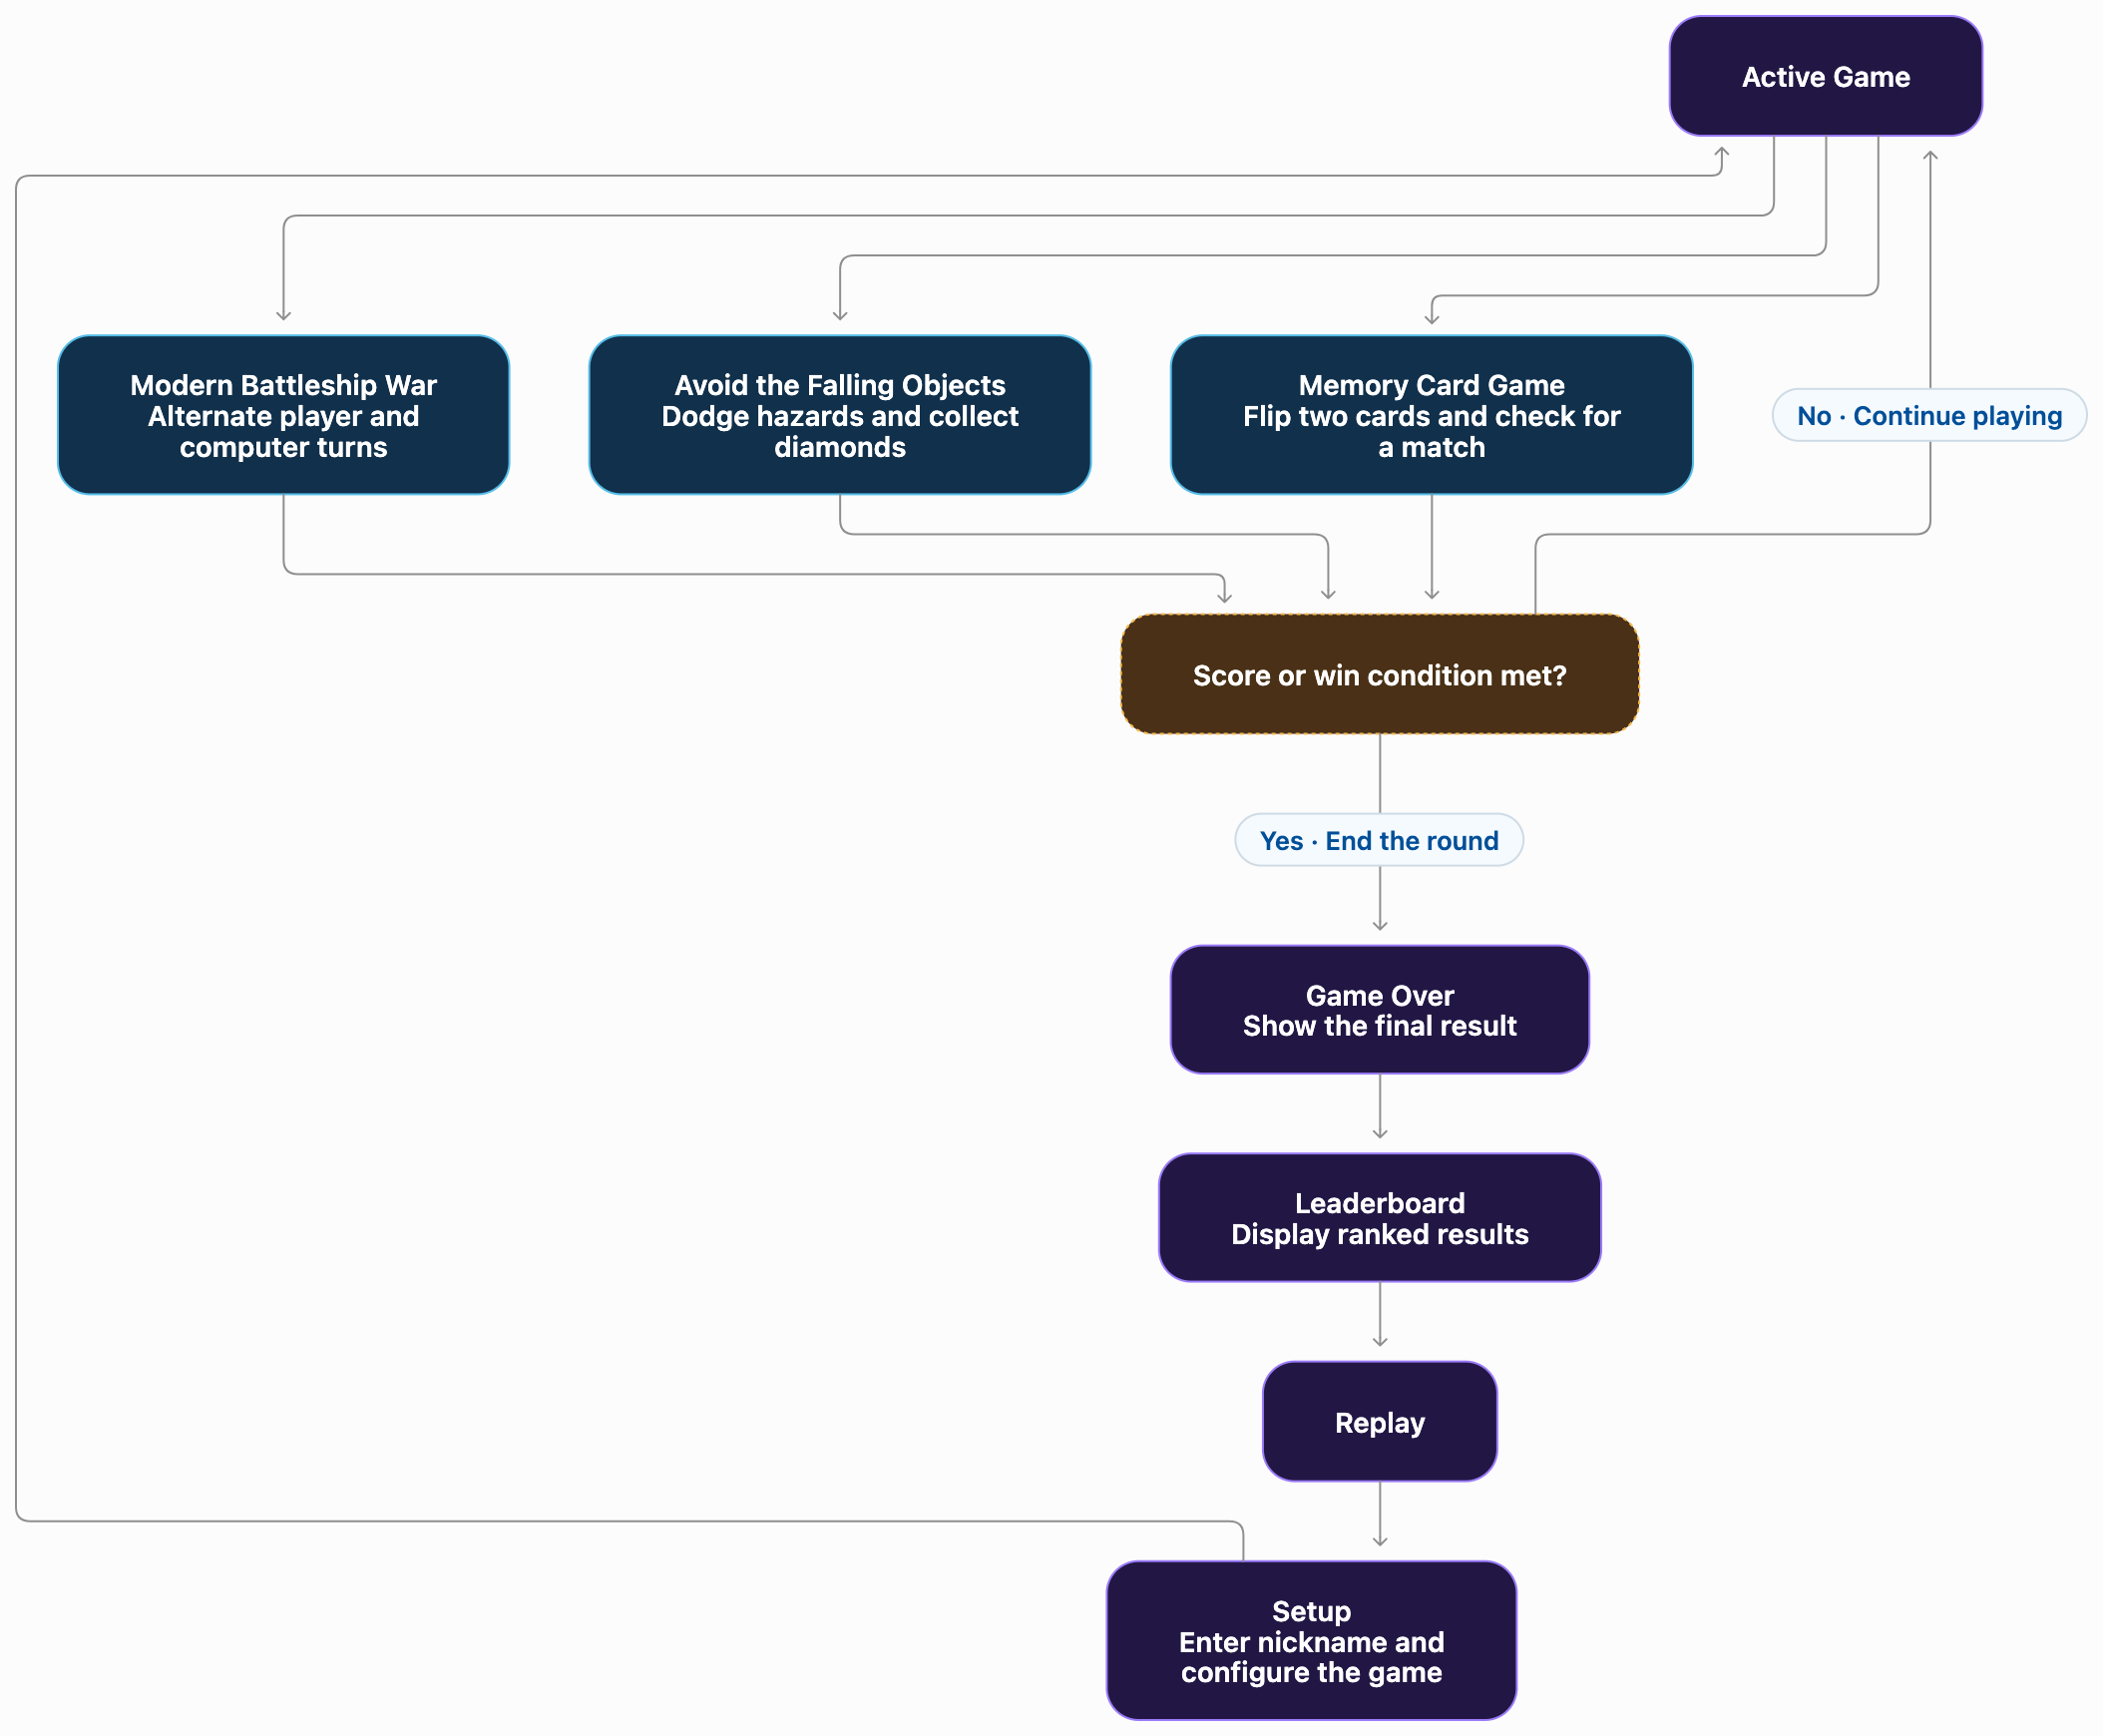 Active Game
Modern Battleship War
Alternate player and
computer turns
Avoid the Falling Objects
Dodge hazards and collect
diamonds
Memory Card Game
Flip two cards and check for
a match
No · Continue playing
Score or win condition met?
Yes · End the round
Game Over
Show the final result
Leaderboard
Display ranked results
Replay
Setup
Enter nickname and
configure the game